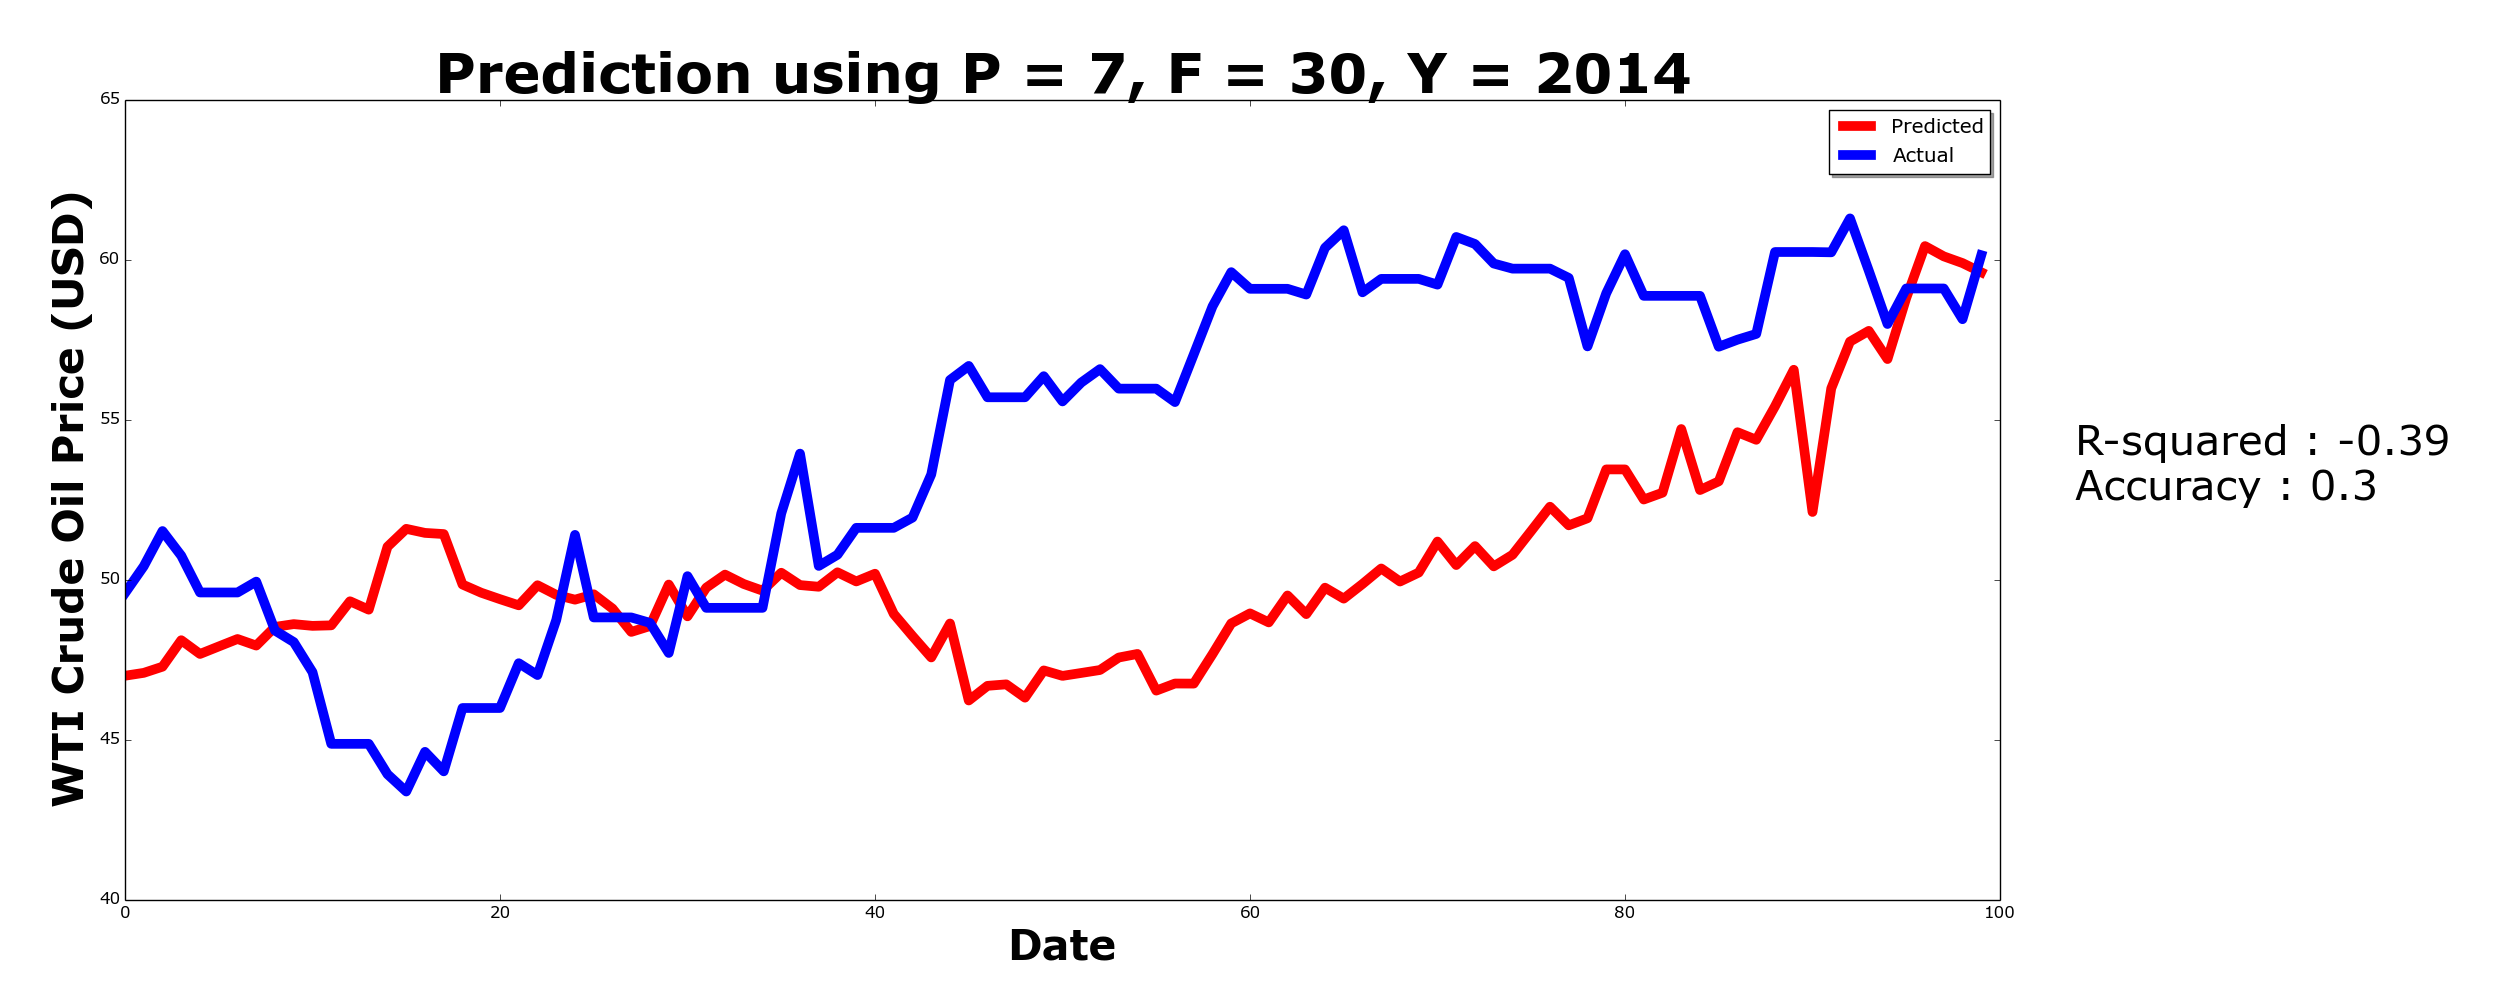 Prediction using P = 7, F = 30, Y = 2014
65
60
55
50
45
40
WTI Crude Oil Price (USD)
Predicted
Actual
R-squared : -0.39
Accuracy : 0.3
0 20 40 60 80 100
Date